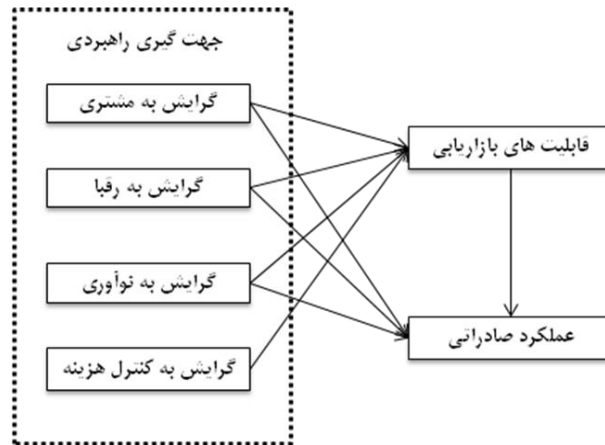 جهت گیری راهبردی
گرایش به مشتری
قابلیت های بازاریابی
گرایش به رقبا
گرایش به نوآوری
عملکرد صادراتی
گرایش به کنترل هزینه